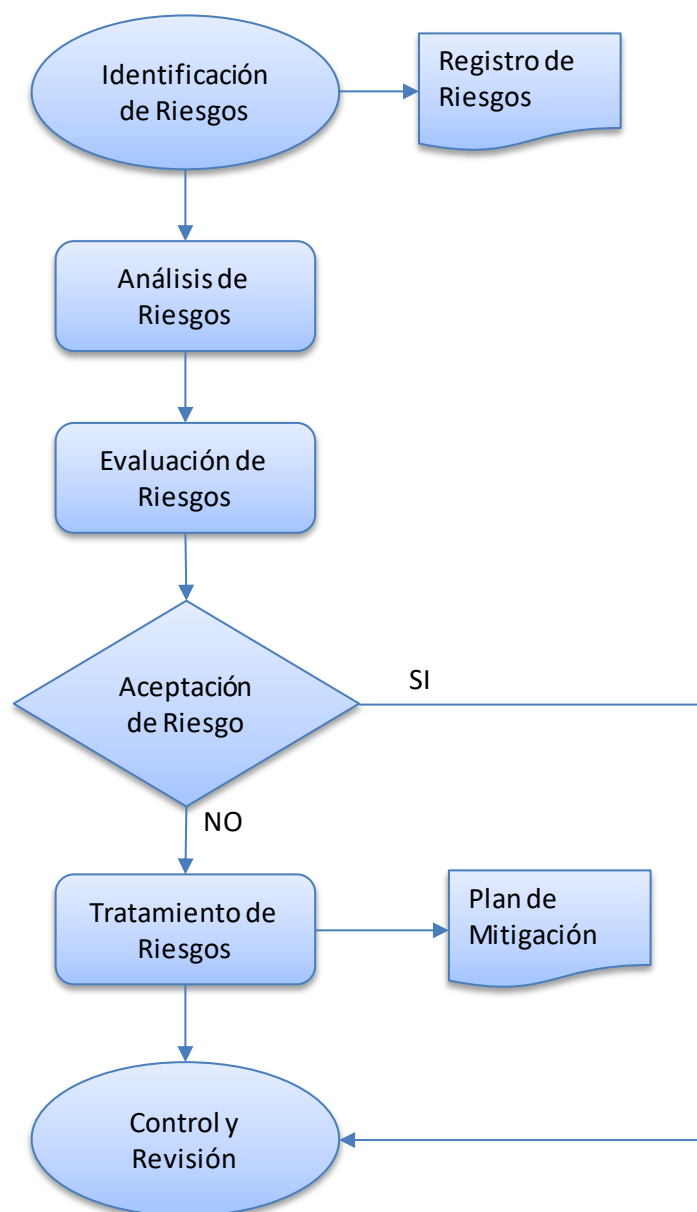 Identificación
de Riesgos
Registro de
Riesgos
Análisis de
Riesgos
Evaluación de
Riesgos
Aceptación
de Riesgo
SI
NO
Tratamiento de
Riesgos
Plan de
Mitigación
Control y
Revisión